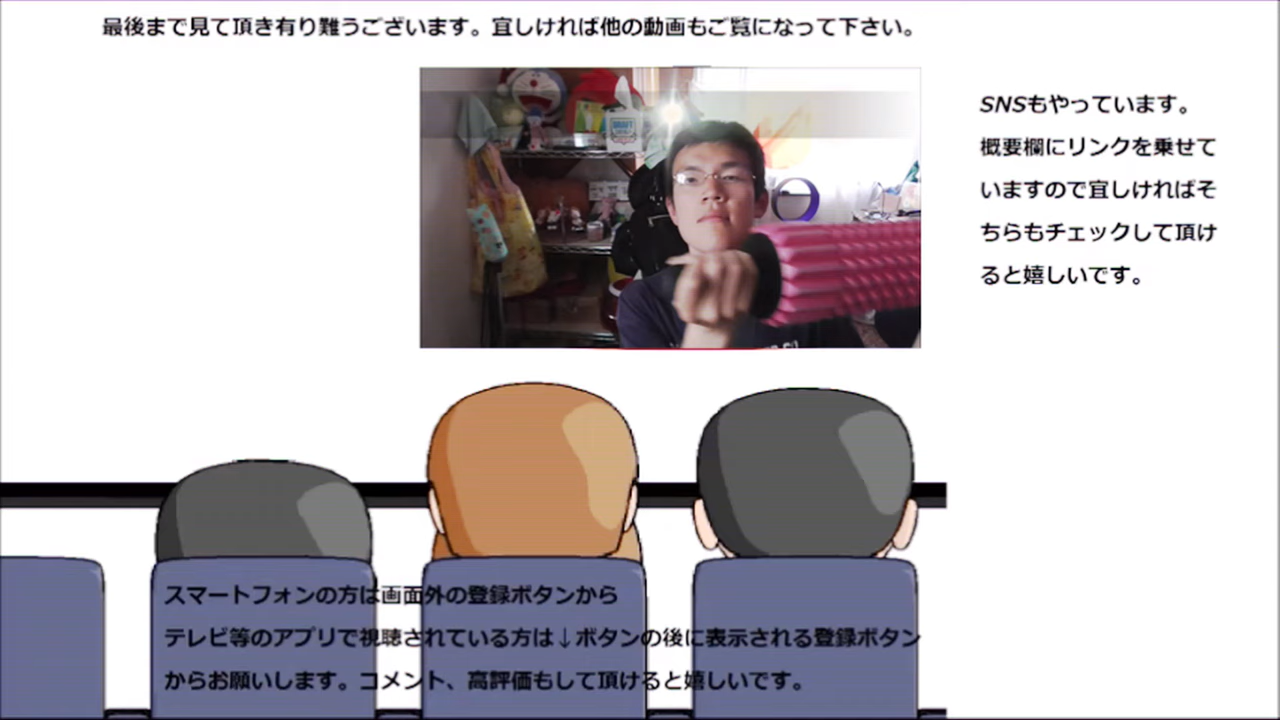 最後まで見て頂き有り難うございます。宜しければ他の動画もご覧になって下さい。
SNSもやっています。
概要欄にリンクを乗せて
いますので宜しければそ
ちらもチェックして頂け
ると嬉しいです。
スマートフォンの方は画面外の登録ボタンから
テレビ等のアプリで視聴されている方は↓ボタンの後に表示される登録ボタン
からお願いします。コメント、高評価もして頂けると嬉しいです。